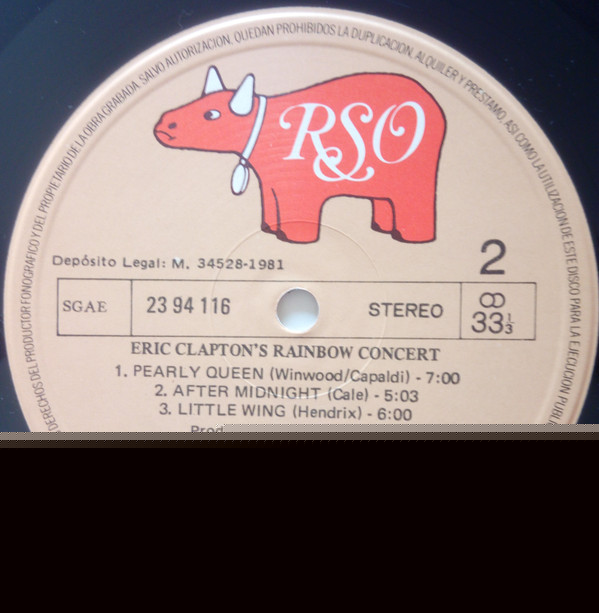 DERECHOS DEL PRODUCTOR FONOGRAFICO Y DEL PROPIETARIO DE LA OBRA GRABADA. SALVO AUTORIZACION, QUEDAN PROHIBIDOS LA DUPLICACION, ALQUILER Y PRESTAMO, ASI COMO LA UTILIZACION DE ESTE DISCO PARA LA EJECUCION
RSO
Depósito Legal: M. 34528-1981
2
SGAE 23 94 116 STEREO 33⅓
ERIC CLAPTON'S RAINBOW CONCERT
1. PEARLY QUEEN (Winwood/Capaldi) - 7:00
2. AFTER MIDNIGHT (Cale) - 5:03
3. LITTLE WING (Hendrix) - 6:00